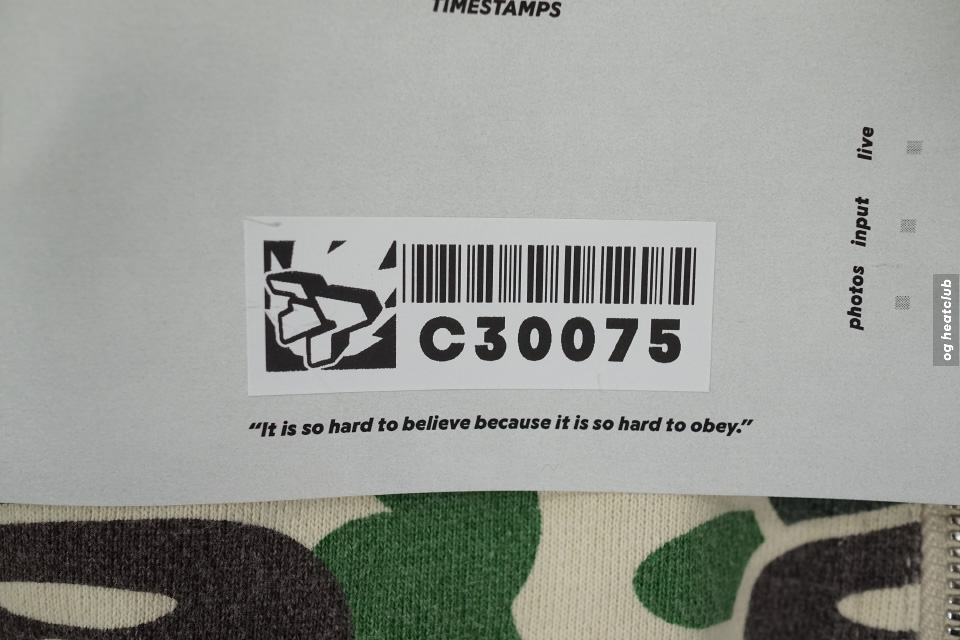 TIMESTAMPS
live
input
photos
og heatclub
C30075
“It is so hard to believe because it is so hard to obey.”